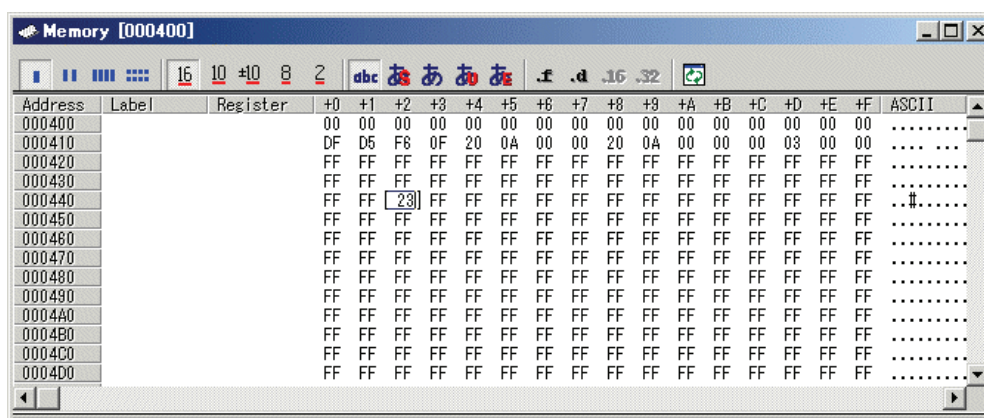 Memory [000400]
16 10 ±10 8 2 abc あS あ あU あE .f .d .16 .32
Address Label Register +0 +1 +2 +3 +4 +5 +6 +7 +8 +9 +A +B +C +D +E +F ASCII
000400 00 00 00 00 00 00 00 00 00 00 00 00 00 00 00 00 .........
000410 DF D5 F6 0F 20 0A 00 00 20 0A 00 00 00 03 00 00 .... ...
000420 FF FF FF FF FF FF FF FF FF FF FF FF FF FF FF FF .........
000430 FF FF FF FF FF FF FF FF FF FF FF FF FF FF FF FF .........
000440 FF FF 23 FF FF FF FF FF FF FF FF FF FF FF FF FF ..#......
000450 FF FF FF FF FF FF FF FF FF FF FF FF FF FF FF FF .........
000460 FF FF FF FF FF FF FF FF FF FF FF FF FF FF FF FF .........
000470 FF FF FF FF FF FF FF FF FF FF FF FF FF FF FF FF .........
000480 FF FF FF FF FF FF FF FF FF FF FF FF FF FF FF FF .........
000490 FF FF FF FF FF FF FF FF FF FF FF FF FF FF FF FF .........
0004A0 FF FF FF FF FF FF FF FF FF FF FF FF FF FF FF FF .........
0004B0 FF FF FF FF FF FF FF FF FF FF FF FF FF FF FF FF .........
0004C0 FF FF FF FF FF FF FF FF FF FF FF FF FF FF FF FF .........
0004D0 FF FF FF FF FF FF FF FF FF FF FF FF FF FF FF FF .........